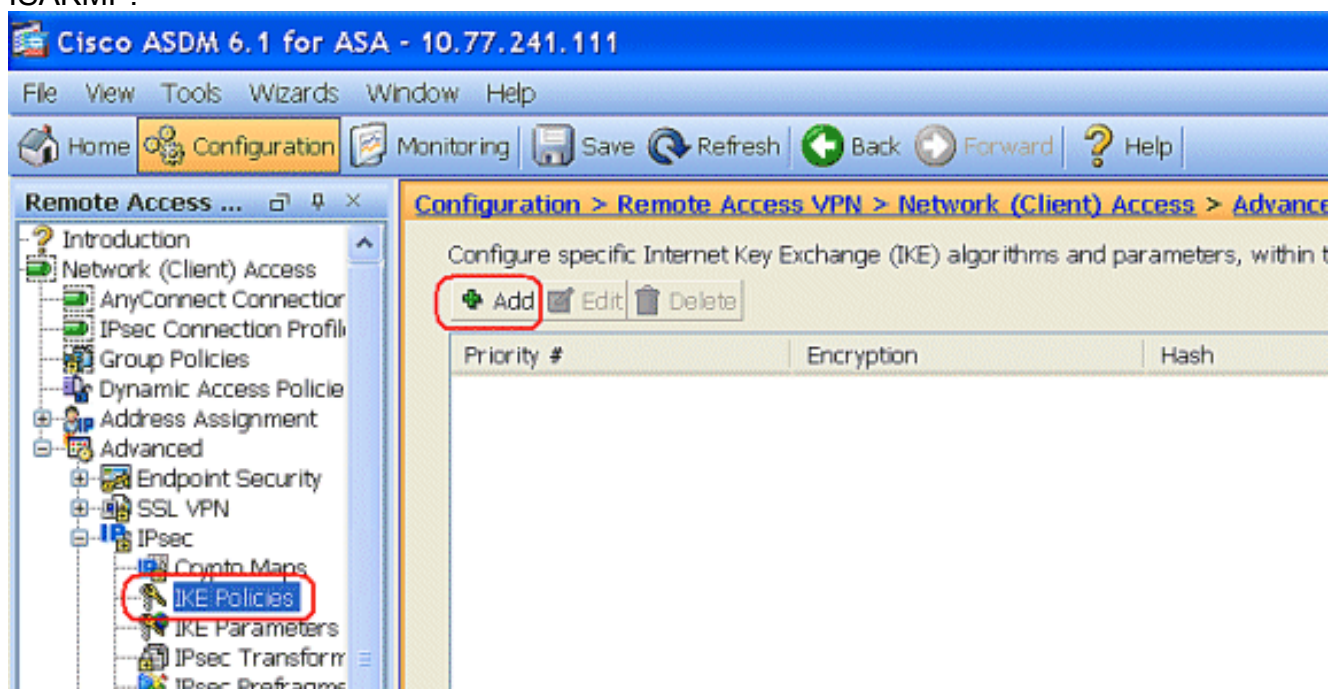 ISAKMP.
Cisco ASDM 6.1 for ASA - 10.77.241.111
File View Tools Wizards Window Help
Home Configuration Monitoring Save Refresh Back Forward Help
Remote Access ...
Introduction
Network (Client) Access
AnyConnect Connection
IPsec Connection Profil
Group Policies
Dynamic Access Policie
Address Assignment
Advanced
Endpoint Security
SSL VPN
IPsec
Crypto Maps
IKE Policies
IKE Parameters
IPsec Transform
IPsec Prefragme
Configuration > Remote Access VPN > Network (Client) Access > Advance
Configure specific Internet Key Exchange (IKE) algorithms and parameters, within t
Add Edit Delete
Priority # Encryption Hash